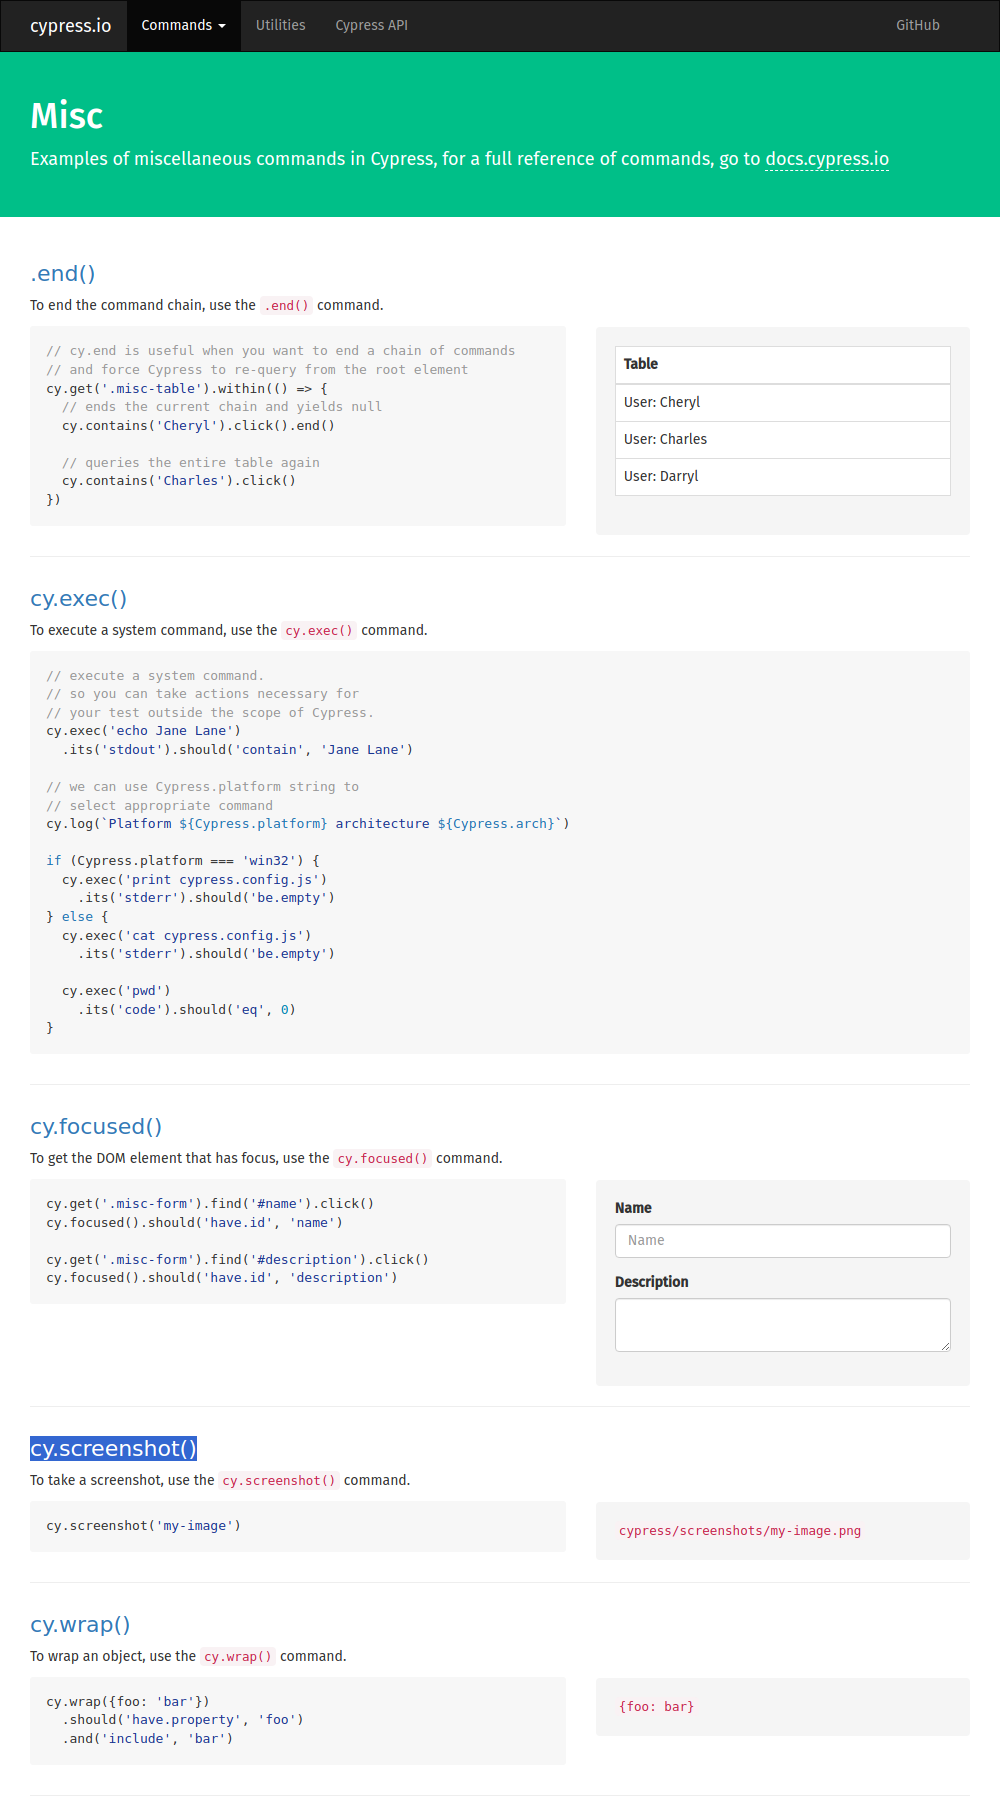 cypress.io Commands Utilities Cypress API GitHub
Misc
Examples of miscellaneous commands in Cypress, for a full reference of commands, go to docs.cypress.io
.end()
To end the command chain, use the .end() command.
// cy.end is useful when you want to end a chain of commands
// and force Cypress to re-query from the root element
cy.get('.misc-table').within(() => {
  // ends the current chain and yields null
  cy.contains('Cheryl').click().end()
  // queries the entire table again
  cy.contains('Charles').click()
})
Table
User: Cheryl
User: Charles
User: Darryl
cy.exec()
To execute a system command, use the cy.exec() command.
// execute a system command.
// so you can take actions necessary for
// your test outside the scope of Cypress.
cy.exec('echo Jane Lane')
  .its('stdout').should('contain', 'Jane Lane')
// we can use Cypress.platform string to
// select appropriate command
cy.log(`Platform ${Cypress.platform} architecture ${Cypress.arch}`)
if (Cypress.platform === 'win32') {
  cy.exec('print cypress.config.js')
    .its('stderr').should('be.empty')
} else {
  cy.exec('cat cypress.config.js')
    .its('stderr').should('be.empty')
  cy.exec('pwd')
    .its('code').should('eq', 0)
}
cy.focused()
To get the DOM element that has focus, use the cy.focused() command.
cy.get('.misc-form').find('#name').click()
cy.focused().should('have.id', 'name')
cy.get('.misc-form').find('#description').click()
cy.focused().should('have.id', 'description')
Name
Name
Description
cy.screenshot()
To take a screenshot, use the cy.screenshot() command.
cy.screenshot('my-image')
cypress/screenshots/my-image.png
cy.wrap()
To wrap an object, use the cy.wrap() command.
cy.wrap({foo: 'bar'})
  .should('have.property', 'foo')
  .and('include', 'bar')
{foo: bar}